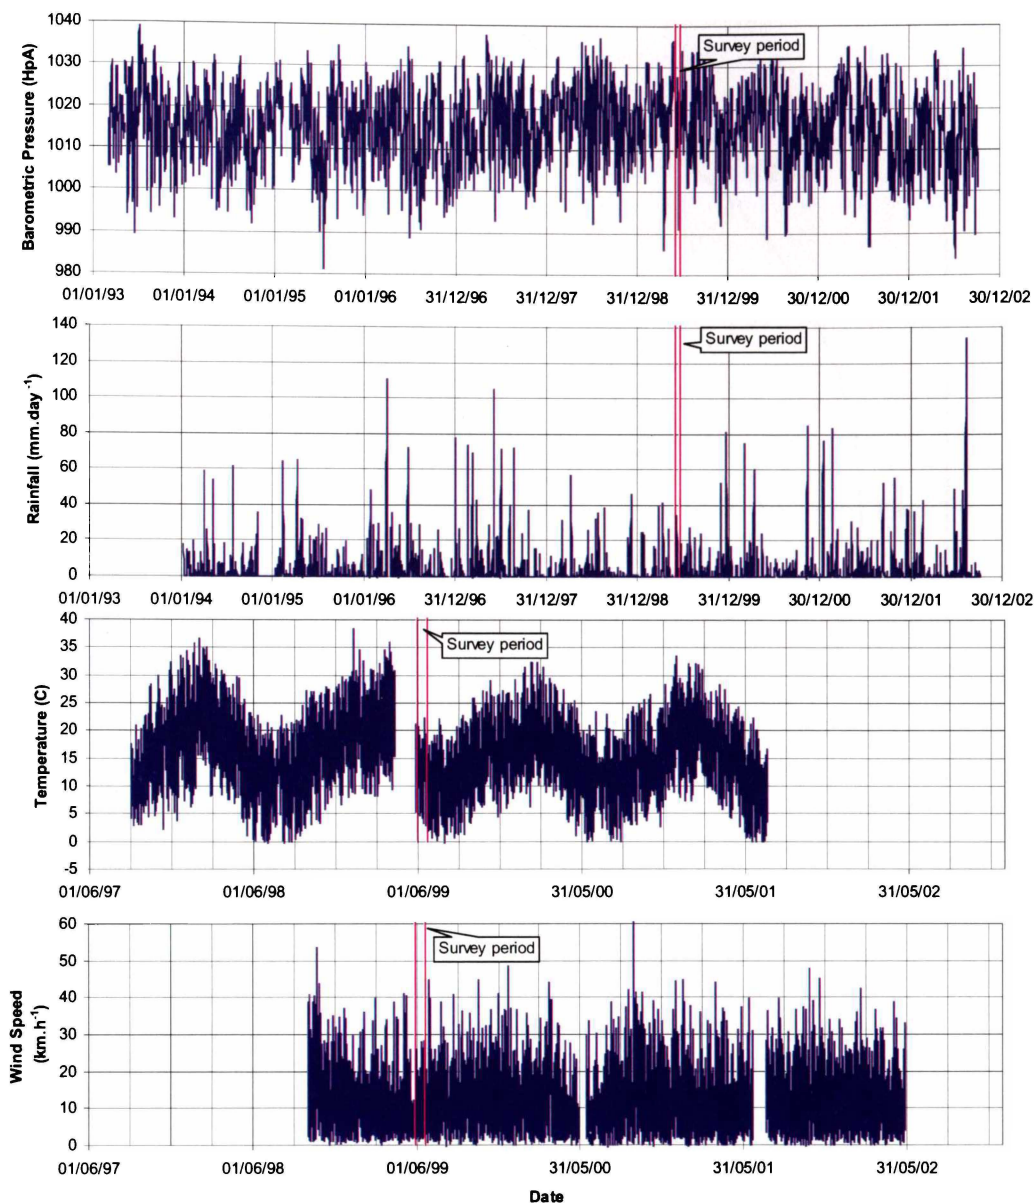 Barometric Pressure (HpA)
1040
1030
1020
1010
1000
990
980
Survey period
01/01/93 01/01/94 01/01/95 01/01/96 31/12/96 31/12/97 31/12/98 31/12/99 30/12/00 30/12/01 30/12/02
Rainfall (mm.day -1)
140
120
100
80
60
40
20
0
Survey period
01/01/93 01/01/94 01/01/95 01/01/96 31/12/96 31/12/97 31/12/98 31/12/99 30/12/00 30/12/01 30/12/02
Temperature (C)
40
35
30
25
20
15
10
5
0
-5
Survey period
01/06/97 01/06/98 01/06/99 31/05/00 31/05/01 31/05/02
Wind Speed
(km.h-1)
60
50
40
30
20
10
0
Survey period
01/06/97 01/06/98 01/06/99 31/05/00 31/05/01 31/05/02
Date